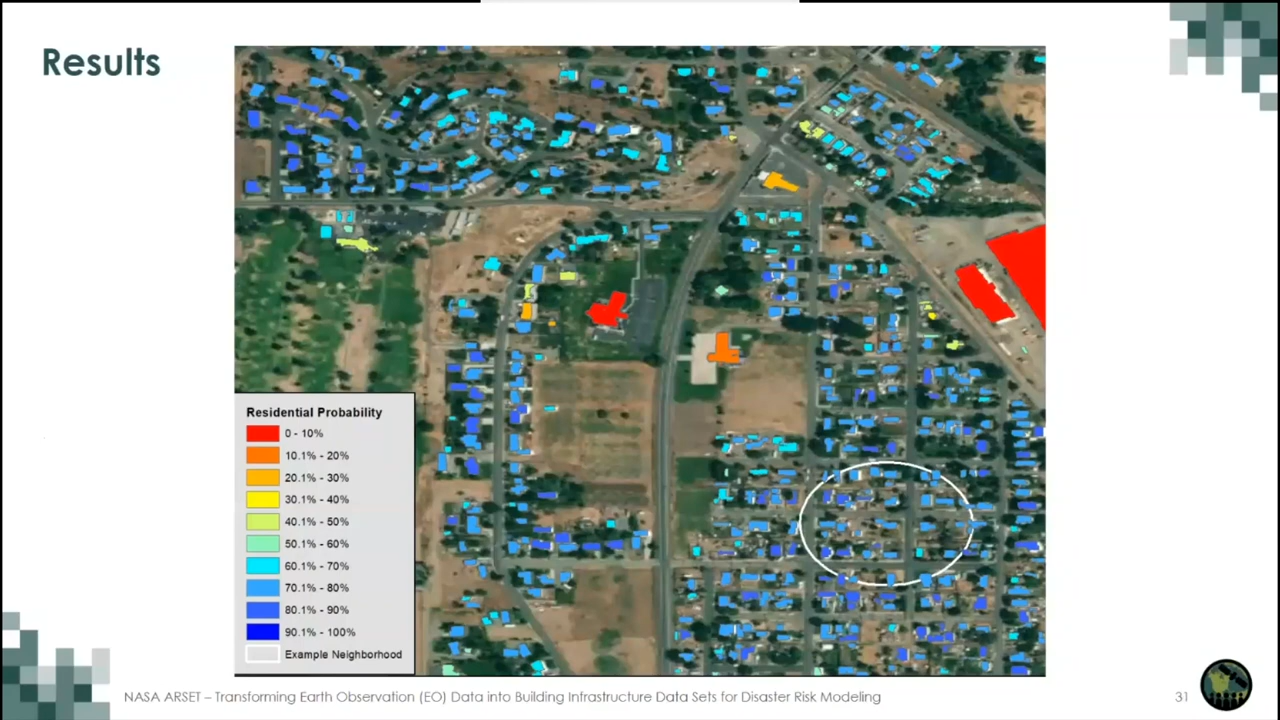 Results
Residential Probability
0 - 10%
10.1% - 20%
20.1% - 30%
30.1% - 40%
40.1% - 50%
50.1% - 60%
60.1% - 70%
70.1% - 80%
80.1% - 90%
90.1% - 100%
Example Neighborhood
NASA ARSET – Transforming Earth Observation (EO) Data into Building Infrastructure Data Sets for Disaster Risk Modeling
31